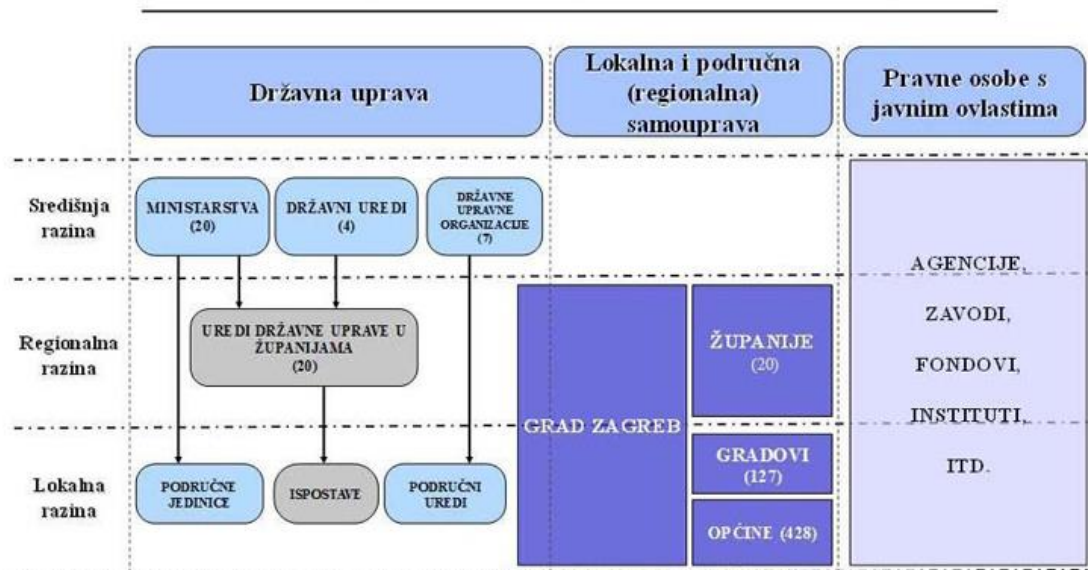 Državna uprava
Lokalna i područna
(regionalna)
samouprava
Pravne osobe s
javnim ovlastima
Središnja
razina
MINISTARSTVA
(20)
DRŽAVNI UREDI
(4)
DRŽAVNE
UPRAVNE
ORGANIZACIJE
(7)
Regionalna
razina
UREDI DRŽAVNE UPRAVE U
ŽUPANIJAMA
(20)
GRAD ZAGREB
ŽUPANIJE
(20)
Lokalna
razina
PODRUČNE
JEDINICE
ISPOSTAVE
PODRUČNI
UREDI
GRADOVI
(127)
OPĆINE (428)
AGENCIJE,
ZAVODI,
FONDOVI,
INSTITUTI,
ITD.